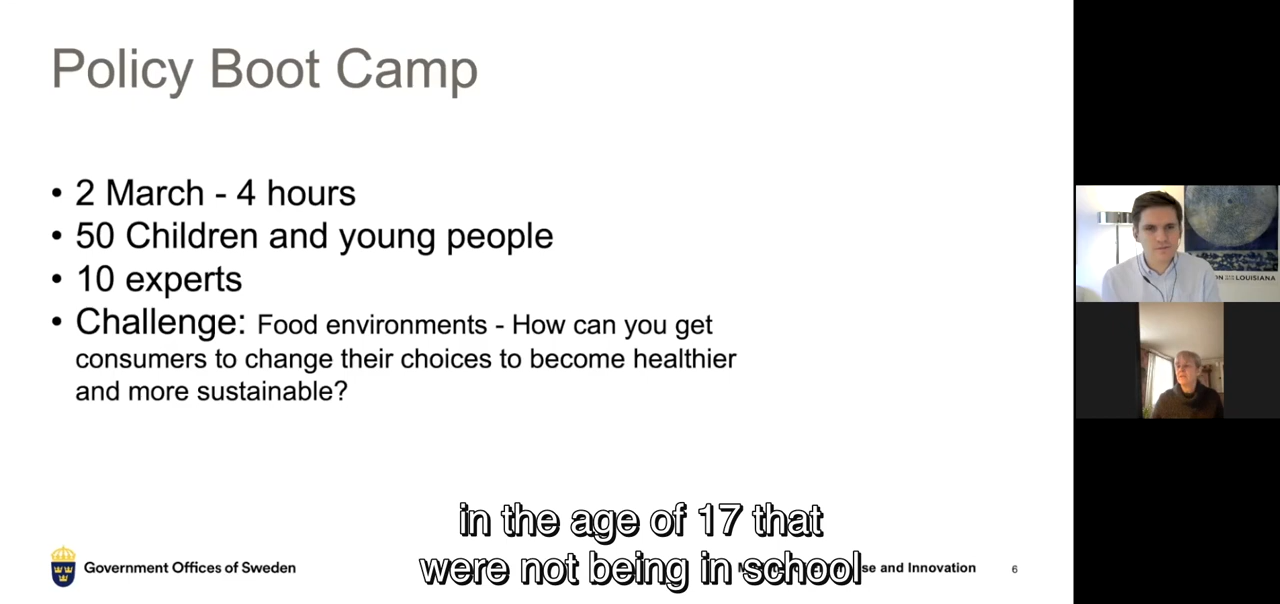 Policy Boot Camp
• 2 March - 4 hours
• 50 Children and young people
• 10 experts
• Challenge: Food environments - How can you get
consumers to change their choices to become healthier
and more sustainable?
in the age of 17 that
were not being in school
Government Offices of Sweden
and Innovation
6
LOUISIANA